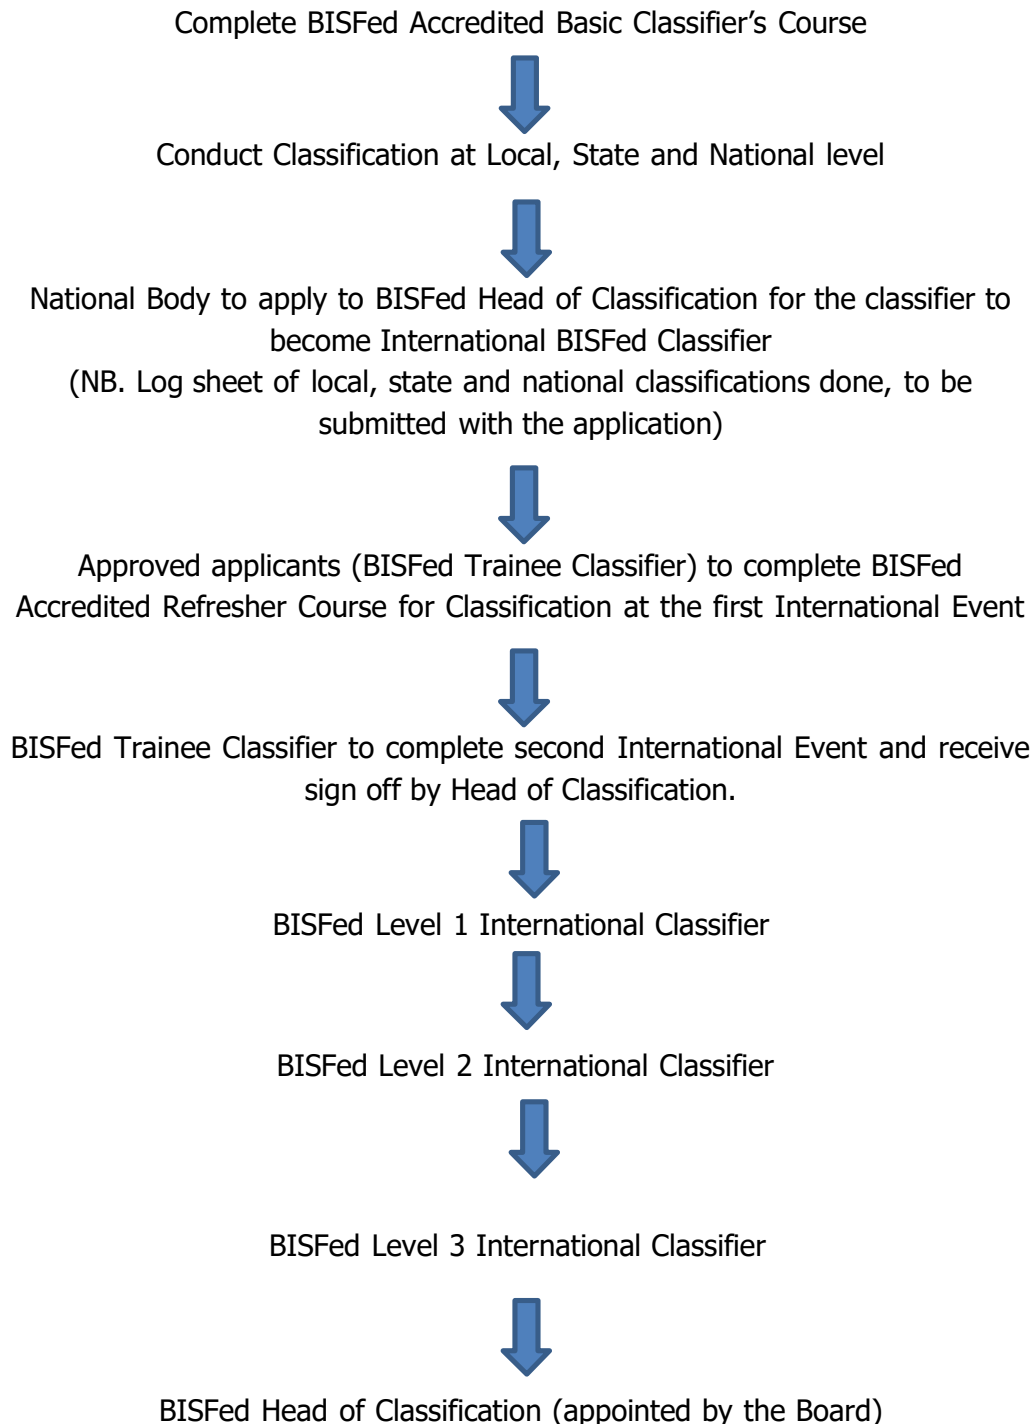 Complete BISFed Accredited Basic Classifier’s Course
Conduct Classification at Local, State and National level
National Body to apply to BISFed Head of Classification for the classifier to
become International BISFed Classifier
(NB. Log sheet of local, state and national classifications done, to be
submitted with the application)
Approved applicants (BISFed Trainee Classifier) to complete BISFed
Accredited Refresher Course for Classification at the first International Event
BISFed Trainee Classifier to complete second International Event and receive
sign off by Head of Classification.
BISFed Level 1 International Classifier
BISFed Level 2 International Classifier
BISFed Level 3 International Classifier
BISFed Head of Classification (appointed by the Board)